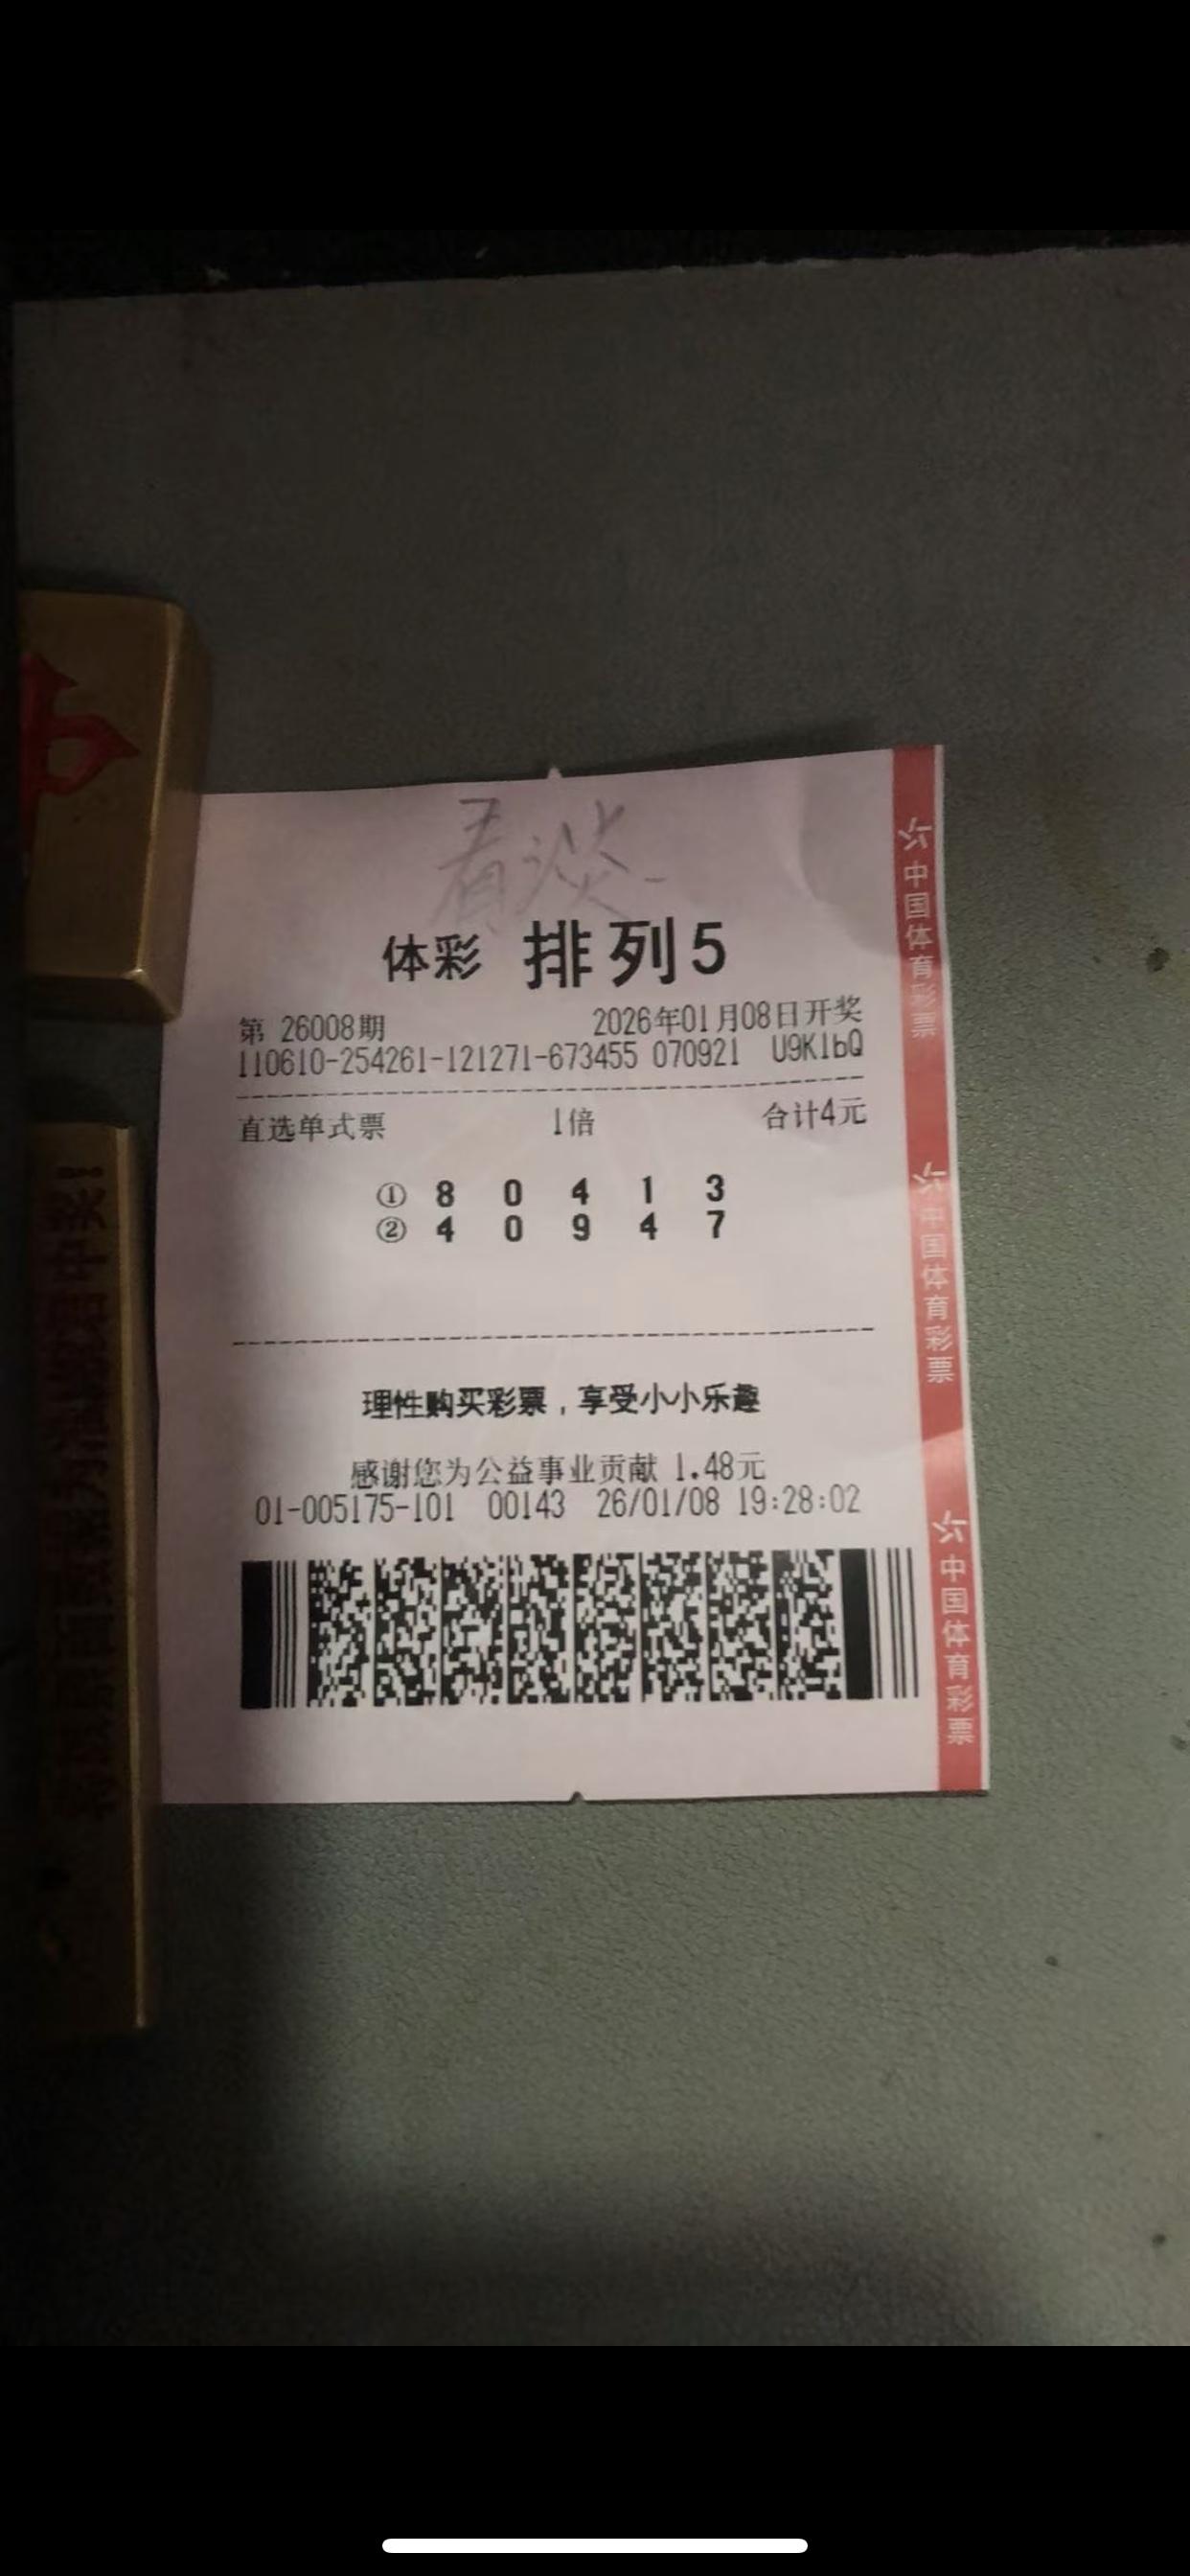 看淡
体彩 排列5
第 26008期 2026年01月08日开奖
110610-254261-121271-673455 070921 U9K1bQ
直选单式票 1倍 合计4元
① 8 0 4 1 3
② 4 0 9 4 7
理性购买彩票，享受小小乐趣
感谢您为公益事业贡献 1.48元
01-005175-101 00143 26/01/08 19:28:02
中国体育彩票
中国体育彩票
中国体育彩票